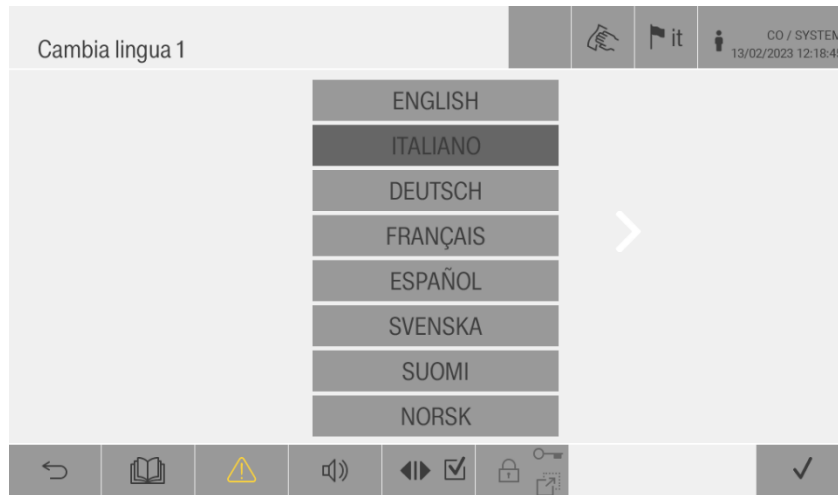 Cambia lingua 1
it
CO / SYSTEM
13/02/2023 12:18:45
ENGLISH
ITALIANO
DEUTSCH
FRANÇAIS
ESPAÑOL
SVENSKA
SUOMI
NORSK